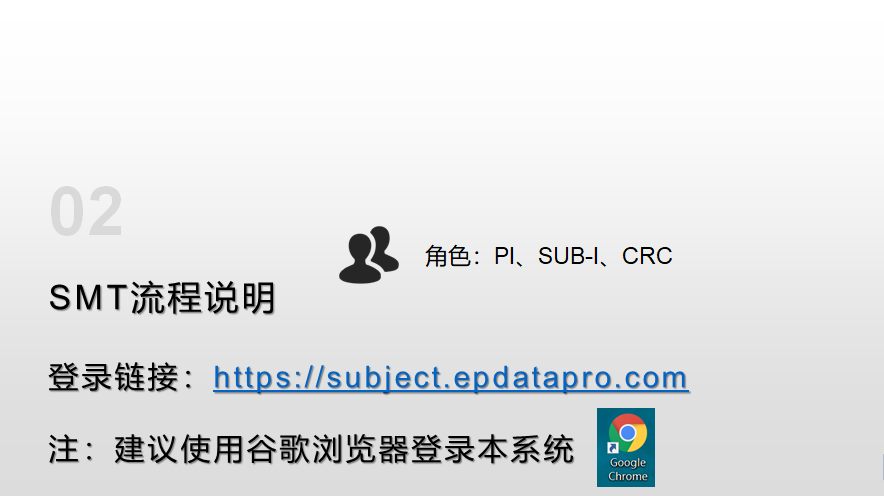 02
角色：PI、SUB-I、CRC
SMT流程说明
登录链接：https://subject.epdatapro.com
注：建议使用谷歌浏览器登录本系统
Google
Chrome